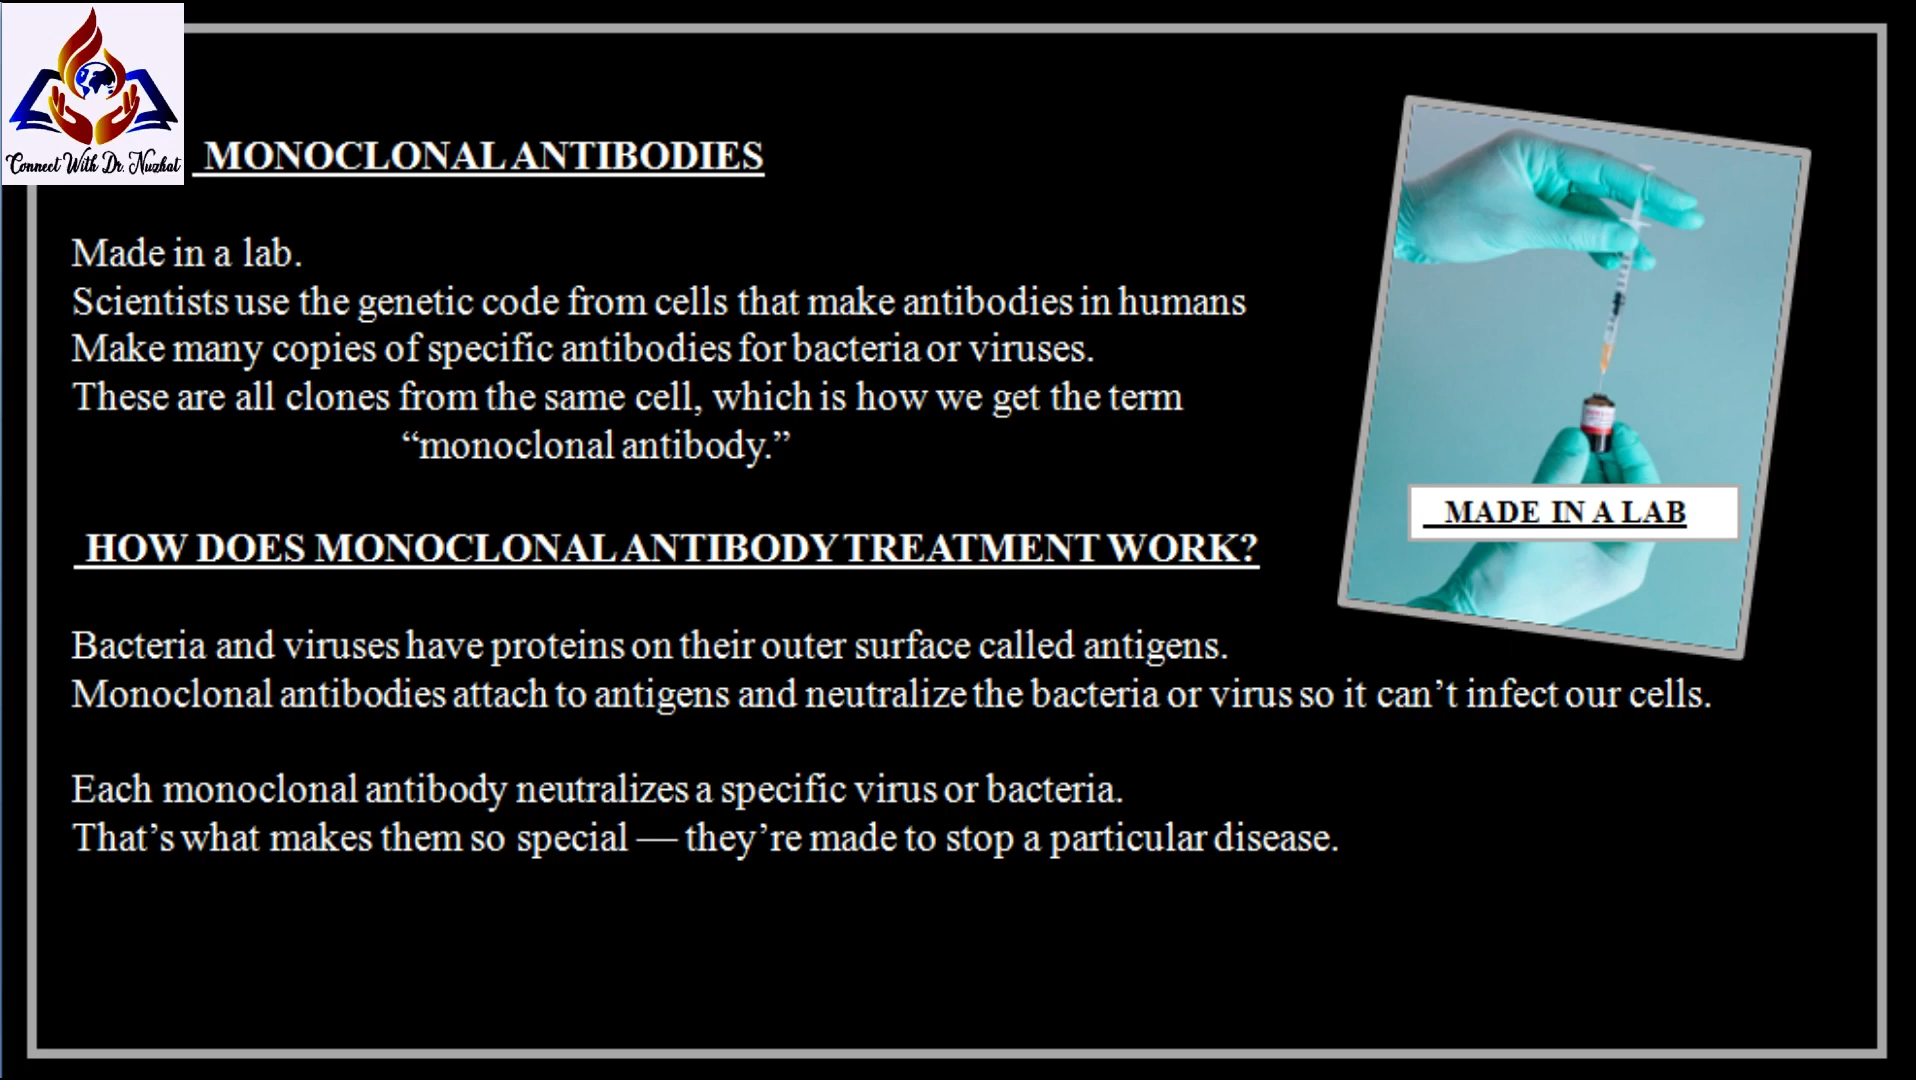 Connect With Dr. Nuzhat
MONOCLONAL ANTIBODIES
Made in a lab.
Scientists use the genetic code from cells that make antibodies in humans
Make many copies of specific antibodies for bacteria or viruses.
These are all clones from the same cell, which is how we get the term
“monoclonal antibody.”
MADE IN A LAB
HOW DOES MONOCLONAL ANTIBODY TREATMENT WORK?
Bacteria and viruses have proteins on their outer surface called antigens.
Monoclonal antibodies attach to antigens and neutralize the bacteria or virus so it can’t infect our cells.
Each monoclonal antibody neutralizes a specific virus or bacteria.
That’s what makes them so special — they’re made to stop a particular disease.